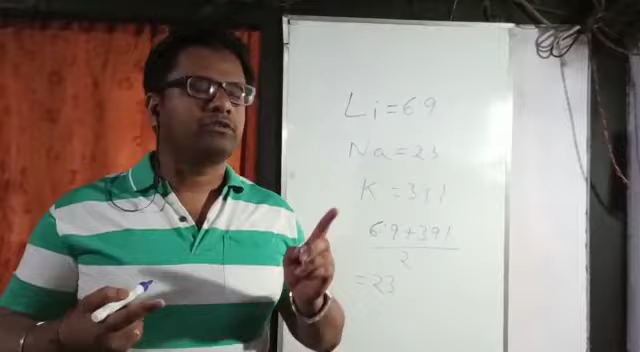 Li = 6.9
Na = 23
K = 39.1
6.9 + 39.1
2
= 23